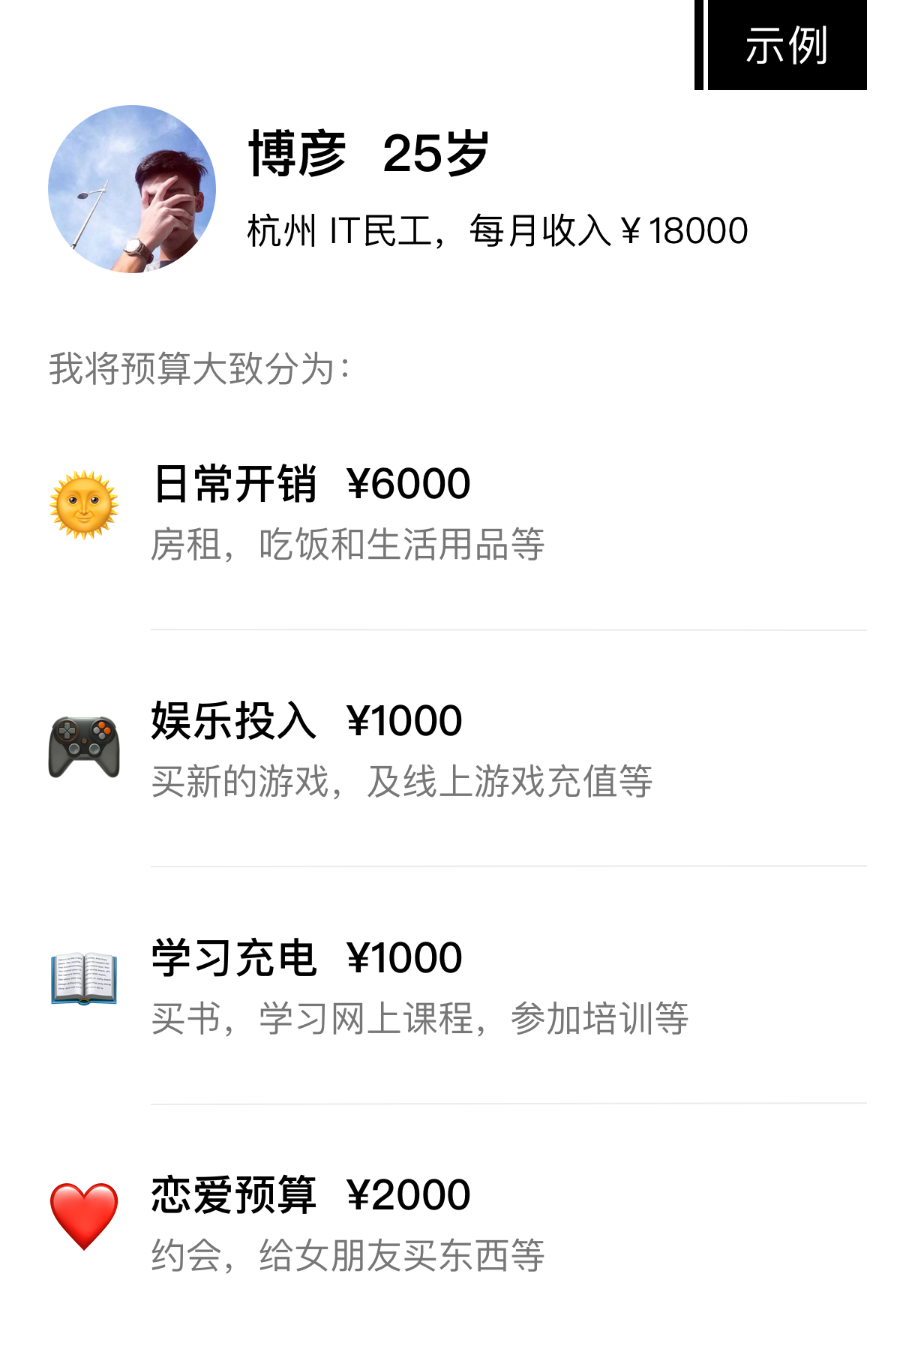 示例
博彦 25岁
杭州 IT民工，每月收入¥18000
我将预算大致分为：
日常开销 ¥6000
房租，吃饭和生活用品等
娱乐投入 ¥1000
买新的游戏，及线上游戏充值等
学习充电 ¥1000
买书，学习网上课程，参加培训等
恋爱预算 ¥2000
约会，给女朋友买东西等